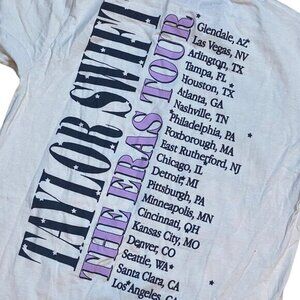 TAYLOR SWIFT
THE ERAS TOUR
Glendale, AZ
Las Vegas, NV
Arlington, TX
Tampa, FL
Houston, TX
Atlanta, GA
Nashville, TN
Philadelphia, PA
Foxborough, MA
East Rutherford, NJ
Chicago, IL
Detroit, MI
Pittsburgh, PA
Minneapolis, MN
Cincinnati, OH
Kansas City, MO
Denver, CO
Seattle, WA
Santa Clara, CA
Los Angeles, CA